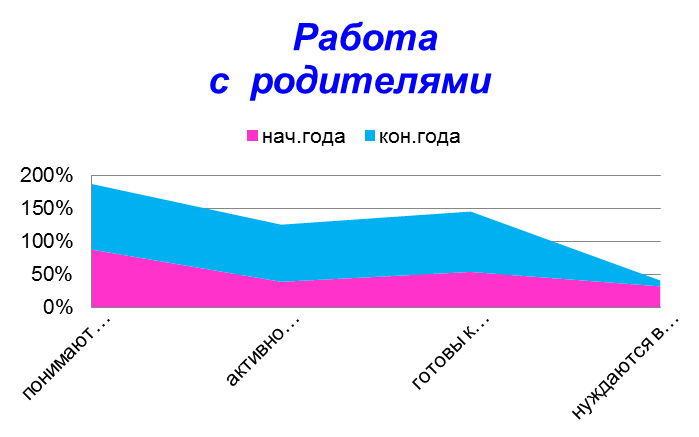 Работа
с родителями
нач.года кон.года
200%
150%
100%
50%
0%
понимают…
активно…
готовы к…
нуждаются в…